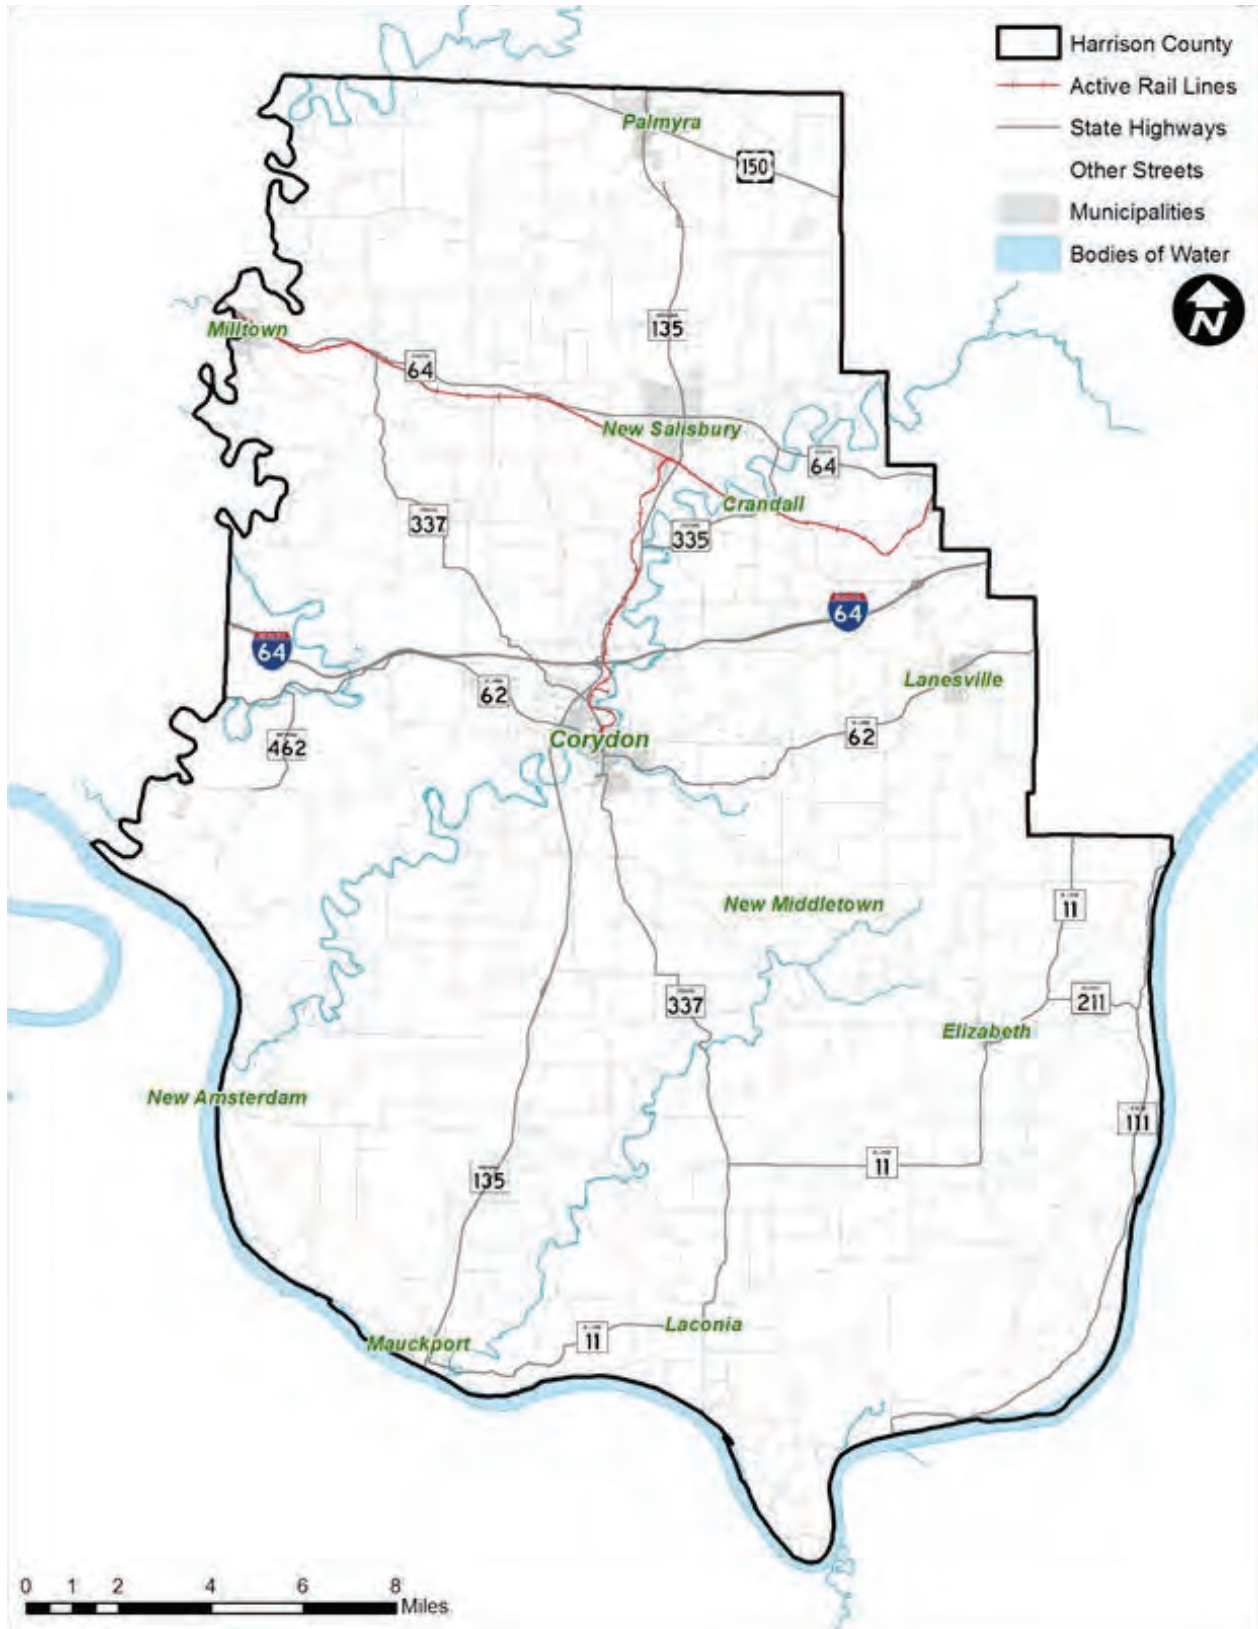 Harrison County
Active Rail Lines
State Highways
Other Streets
Municipalities
Bodies of Water
N
Palmyra
150
135
Milltown
64
New Salisbury
64
Crandall
337
335
64
64
Lanesville
62
62
Corydon
462
New Middletown
11
337
211
Elizabeth
New Amsterdam
111
11
135
Laconia
11
Mauckport
0 1 2 4 6 8
Miles